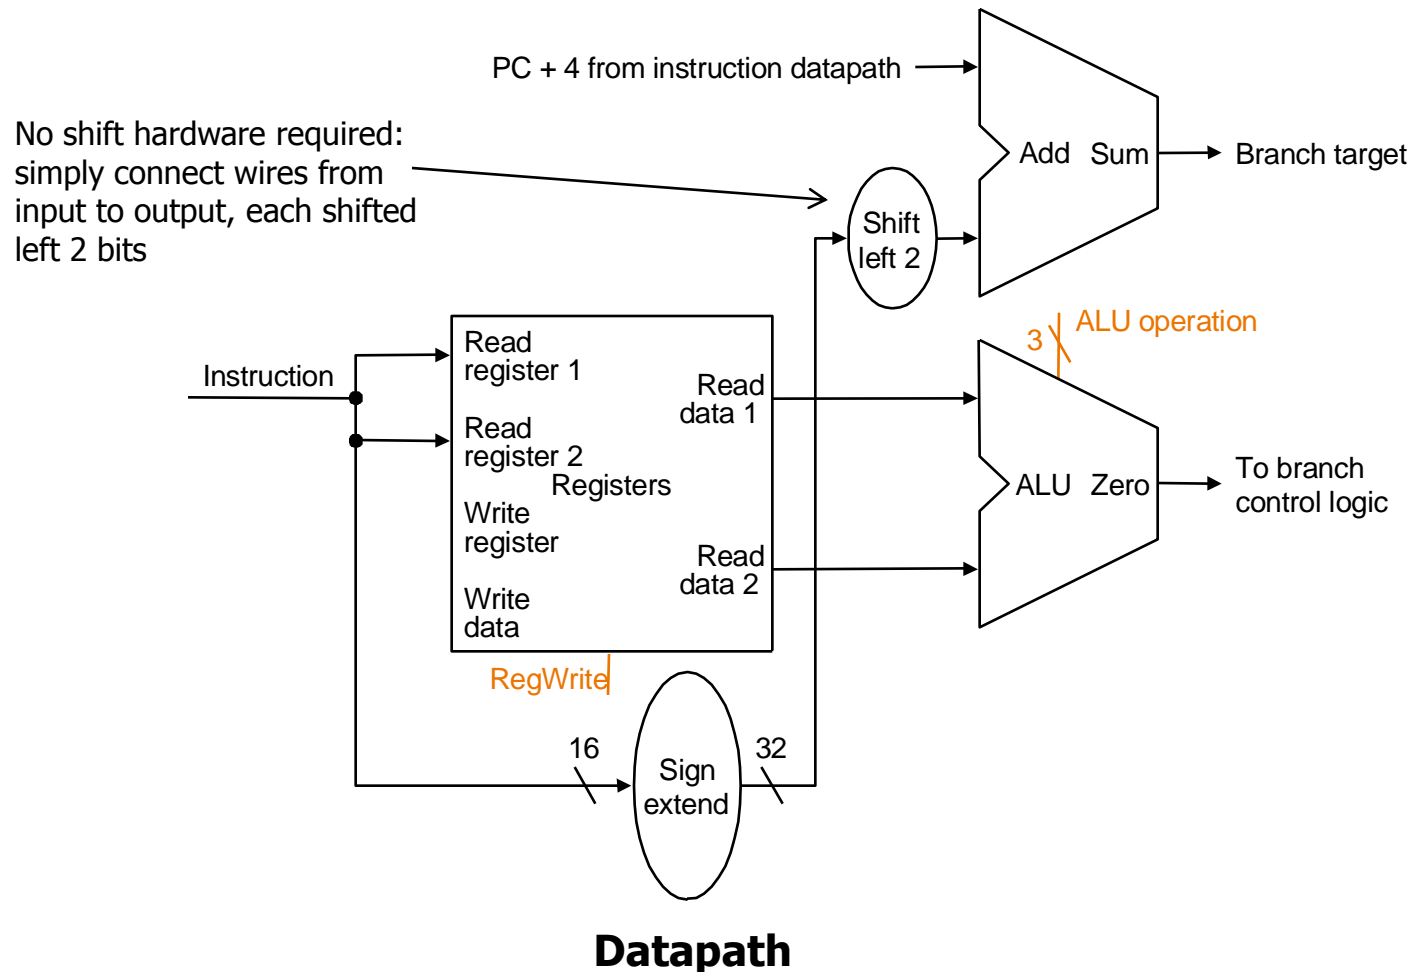 PC + 4 from instruction datapath
No shift hardware required:
simply connect wires from
input to output, each shifted
left 2 bits
Add Sum
Branch target
Shift
left 2
ALU operation
3
Instruction
Read
register 1
Read
data 1
Read
register 2
Registers
Write
register
Read
data 2
Write
data
ALU Zero
To branch
control logic
RegWrite
16
32
Sign
extend
Datapath